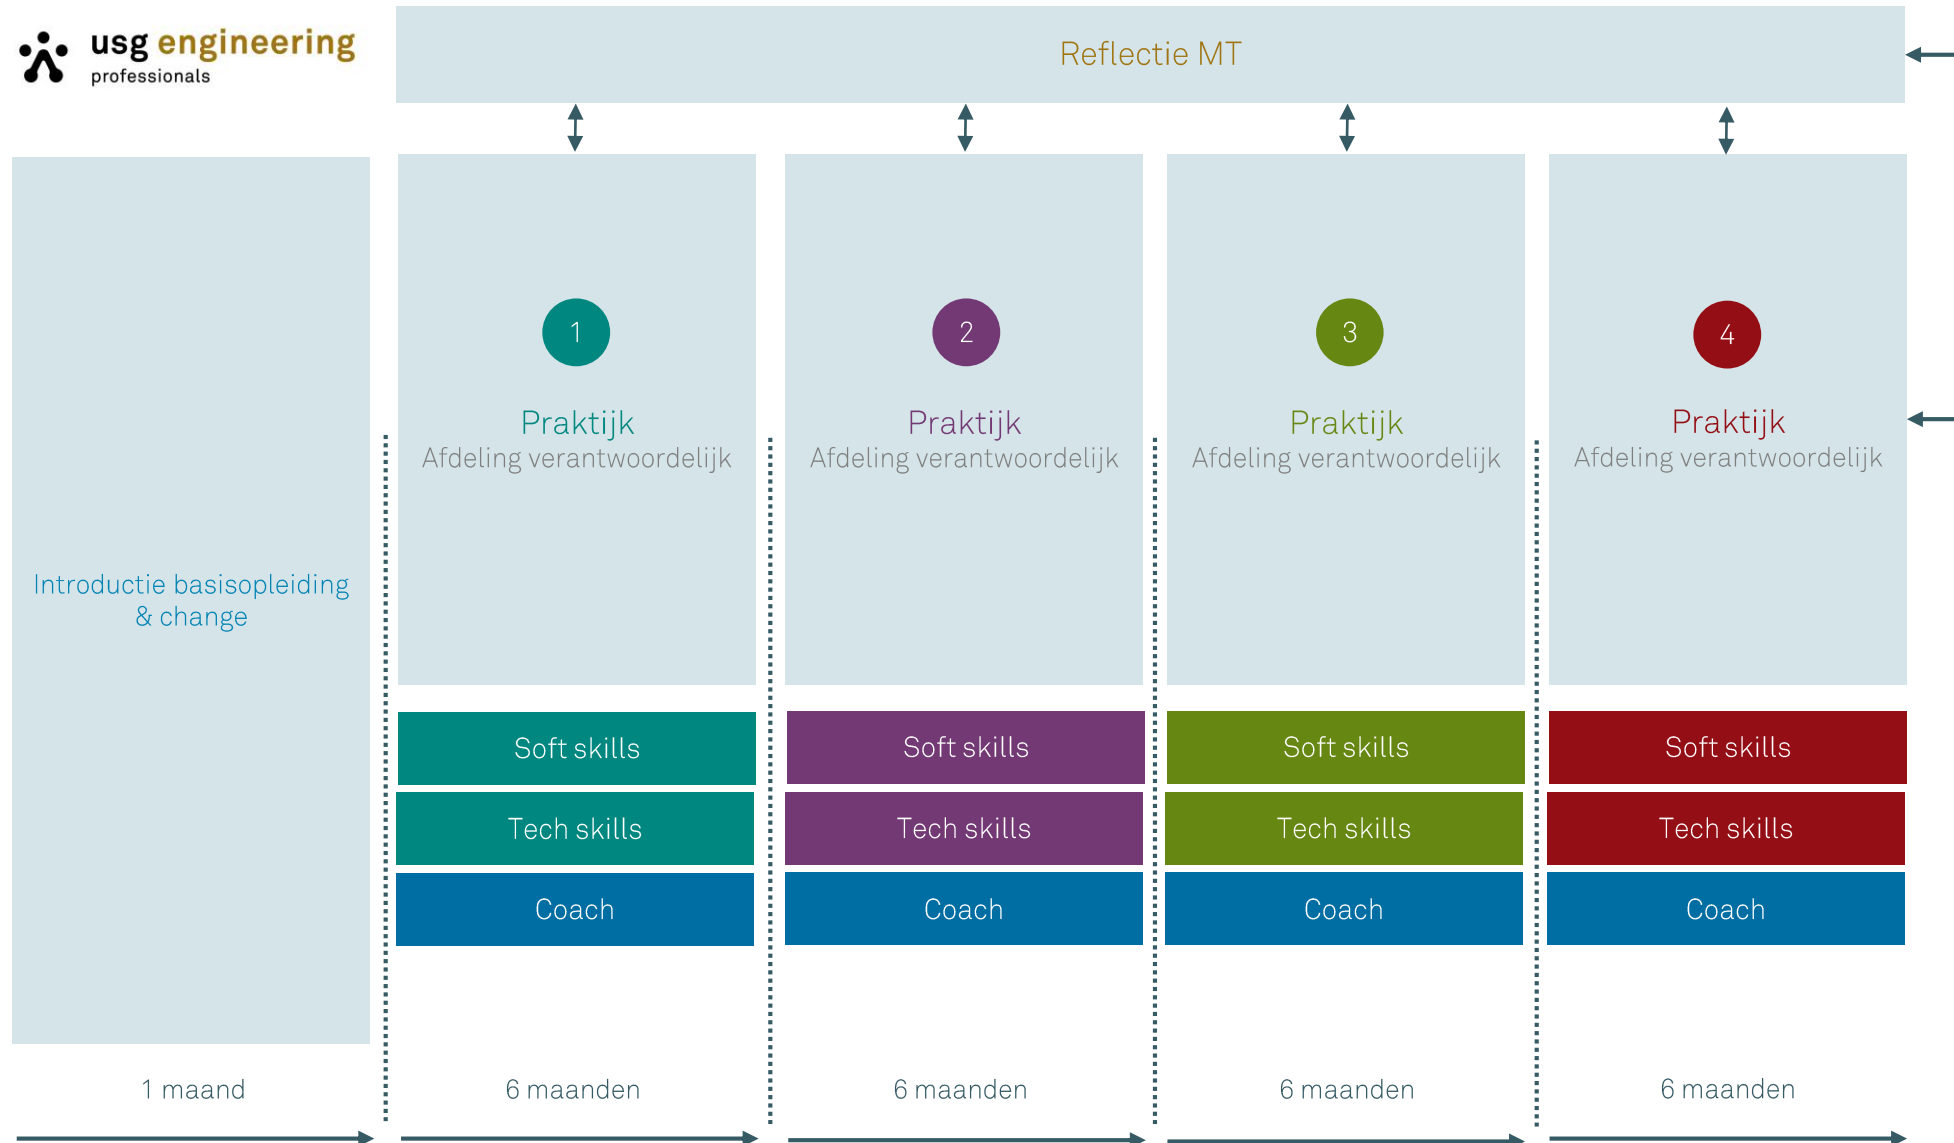 usg engineering
professionals
Reflectie MT
Introductie basisopleiding
& change
1
Praktijk
Afdeling verantwoordelijk
2
Praktijk
Afdeling verantwoordelijk
3
Praktijk
Afdeling verantwoordelijk
4
Praktijk
Afdeling verantwoordelijk
Soft skills
Soft skills
Soft skills
Soft skills
Tech skills
Tech skills
Tech skills
Tech skills
Coach
Coach
Coach
Coach
1 maand
6 maanden
6 maanden
6 maanden
6 maanden